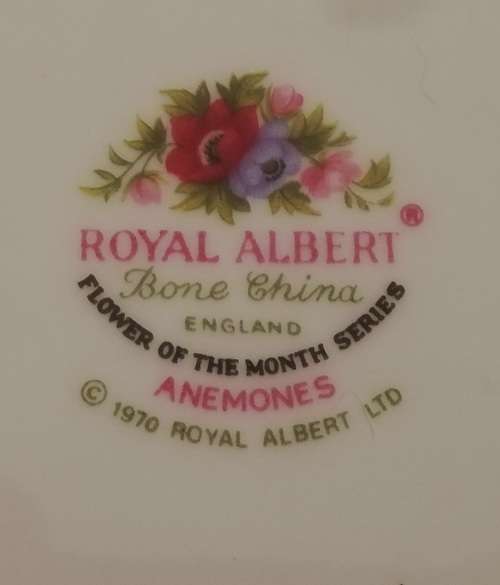 ROYAL ALBERT ®
Bone China
ENGLAND
FLOWER OF THE MONTH SERIES
ANEMONES
© 1970 ROYAL ALBERT LTD